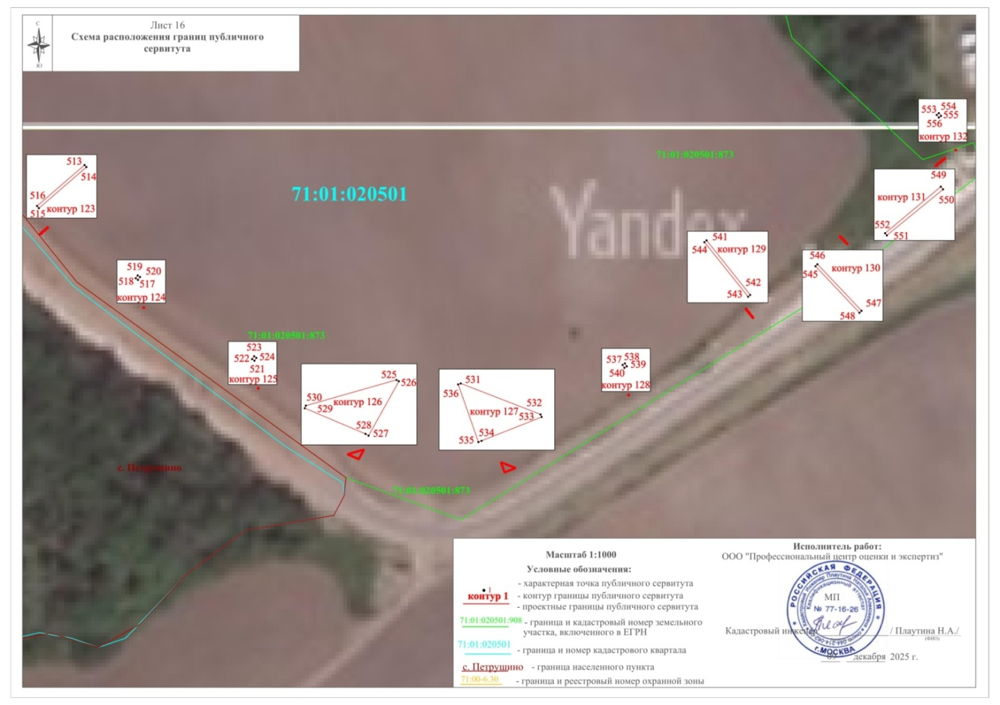 С
Ю
Лист 16
Схема расположения границ публичного
сервитута
553 554
555
556
контур 132
513
514
516
515 контур 123
71:01:020501:873
71:01:020501
Yandex
549
контур 131
550
552
551
541
544
контур 129
542
543
546
545
контур 130
547
548
519
520
518
517
контур 124
71:01:020501:873
523
522
524
521
контур 125
525
526
530
529
контур 126
528
527
531
536
532
контур 127
533
534
535
537 538
539
540
контур 128
с. Петрушино
71:01:020501:873
Масштаб 1:1000
Условные обозначения:
1 - характерная точка публичного сервитута
контур 1 - контур границы публичного сервитута
- проектные границы публичного сервитута
71:01:020501:908 - граница и кадастровый номер земельного
участка, включенного в ЕГРН
71:01:020501 - граница и номер кадастрового квартала
с. Петрушино - граница населенного пункта
71:00-6.30 - граница и реестровый номер охранной зоны
Исполнитель работ:
ООО "Профессиональный центр оценки и экспертиз"
РОССИЙСКАЯ ФЕДЕРАЦИЯ
Квалификационный аттестат
МП
№ 77-16-26
г.МОСКВА
Кадастровый инженер / Плаутина Н.А./
(ФИО)
09 декабря 2025 г.